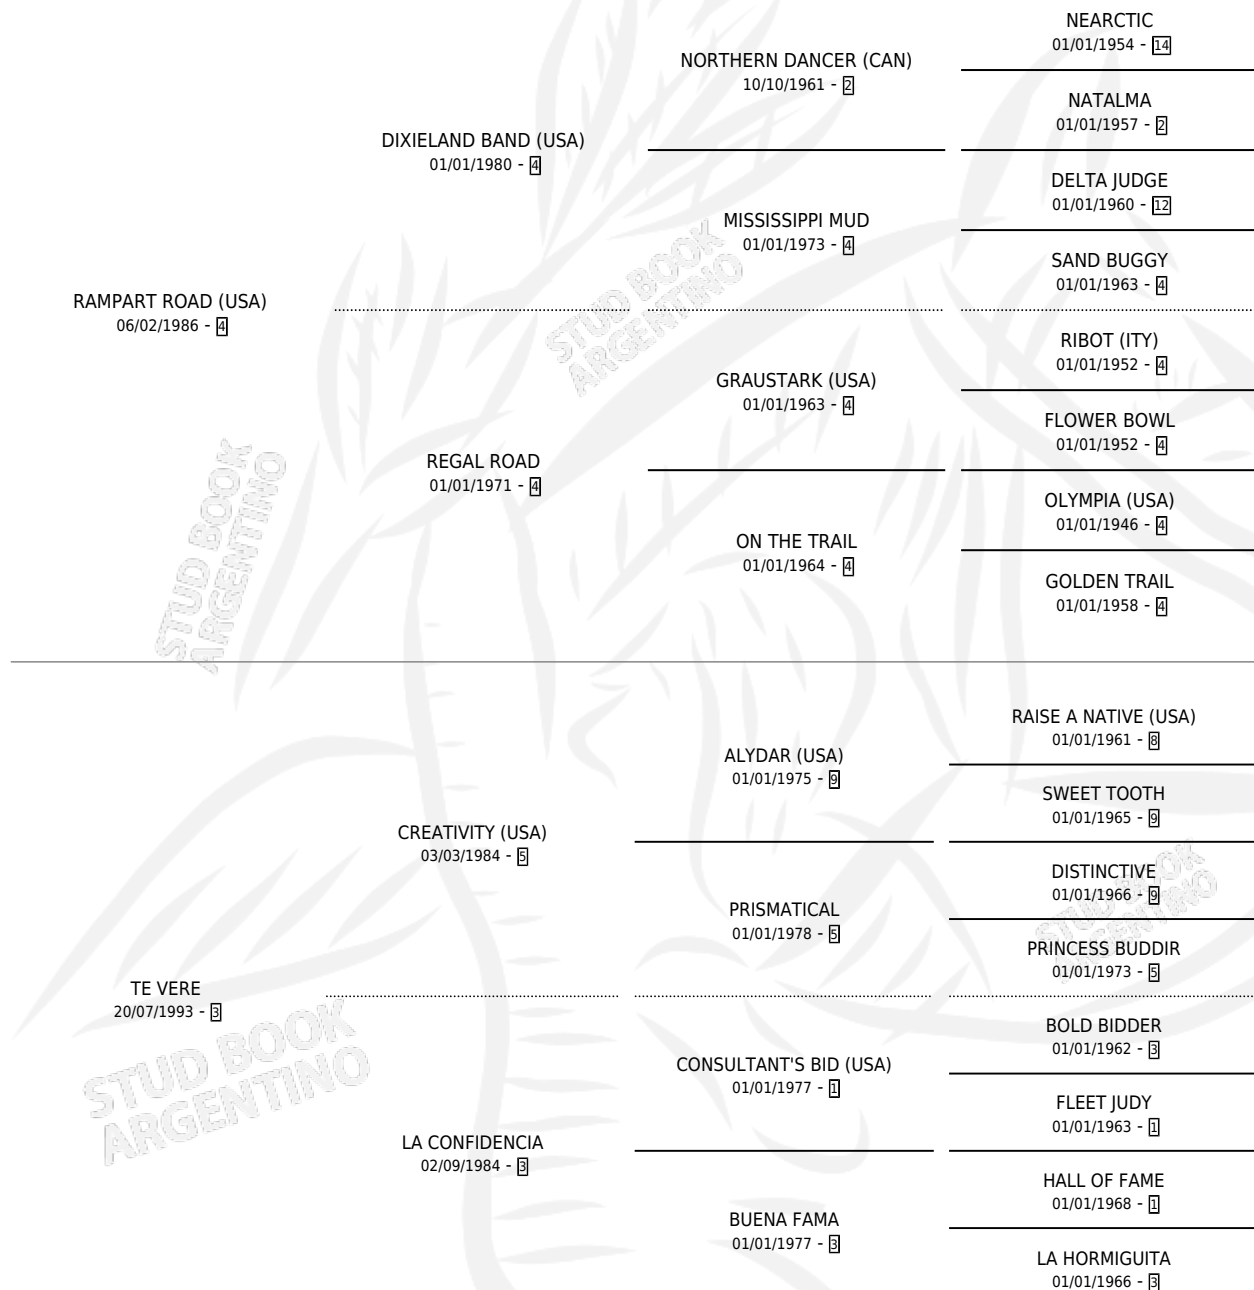 NEARCTIC
01/01/1954 - 14
NORTHERN DANCER (CAN)
10/10/1961 - 2
NATALMA
01/01/1957 - 2
DIXIELAND BAND (USA)
01/01/1980 - 4
DELTA JUDGE
01/01/1960 - 12
MISSISSIPPI MUD
01/01/1973 - 4
SAND BUGGY
01/01/1963 - 4
RAMPART ROAD (USA)
06/02/1986 - 4
RIBOT (ITY)
01/01/1952 - 4
GRAUSTARK (USA)
01/01/1963 - 4
FLOWER BOWL
01/01/1952 - 4
REGAL ROAD
01/01/1971 - 4
OLYMPIA (USA)
01/01/1946 - 4
ON THE TRAIL
01/01/1964 - 4
GOLDEN TRAIL
01/01/1958 - 4
RAISE A NATIVE (USA)
01/01/1961 - 8
ALYDAR (USA)
01/01/1975 - 9
SWEET TOOTH
01/01/1965 - 9
CREATIVITY (USA)
03/03/1984 - 5
DISTINCTIVE
01/01/1966 - 9
PRISMATICAL
01/01/1978 - 5
PRINCESS BUDDIR
01/01/1973 - 5
TE VERE
20/07/1993 - 3
BOLD BIDDER
01/01/1962 - 3
CONSULTANT'S BID (USA)
01/01/1977 - 1
FLEET JUDY
01/01/1963 - 1
LA CONFIDENCIA
02/09/1984 - 3
HALL OF FAME
01/01/1968 - 1
BUENA FAMA
01/01/1977 - 3
LA HORMIGUITA
01/01/1966 - 3
STUD BOOK
ARGENTINO
STUD BOOK
ARGENTINO
STUD BOOK
ARGENTINO
STUD BOOK
ARGENTINO